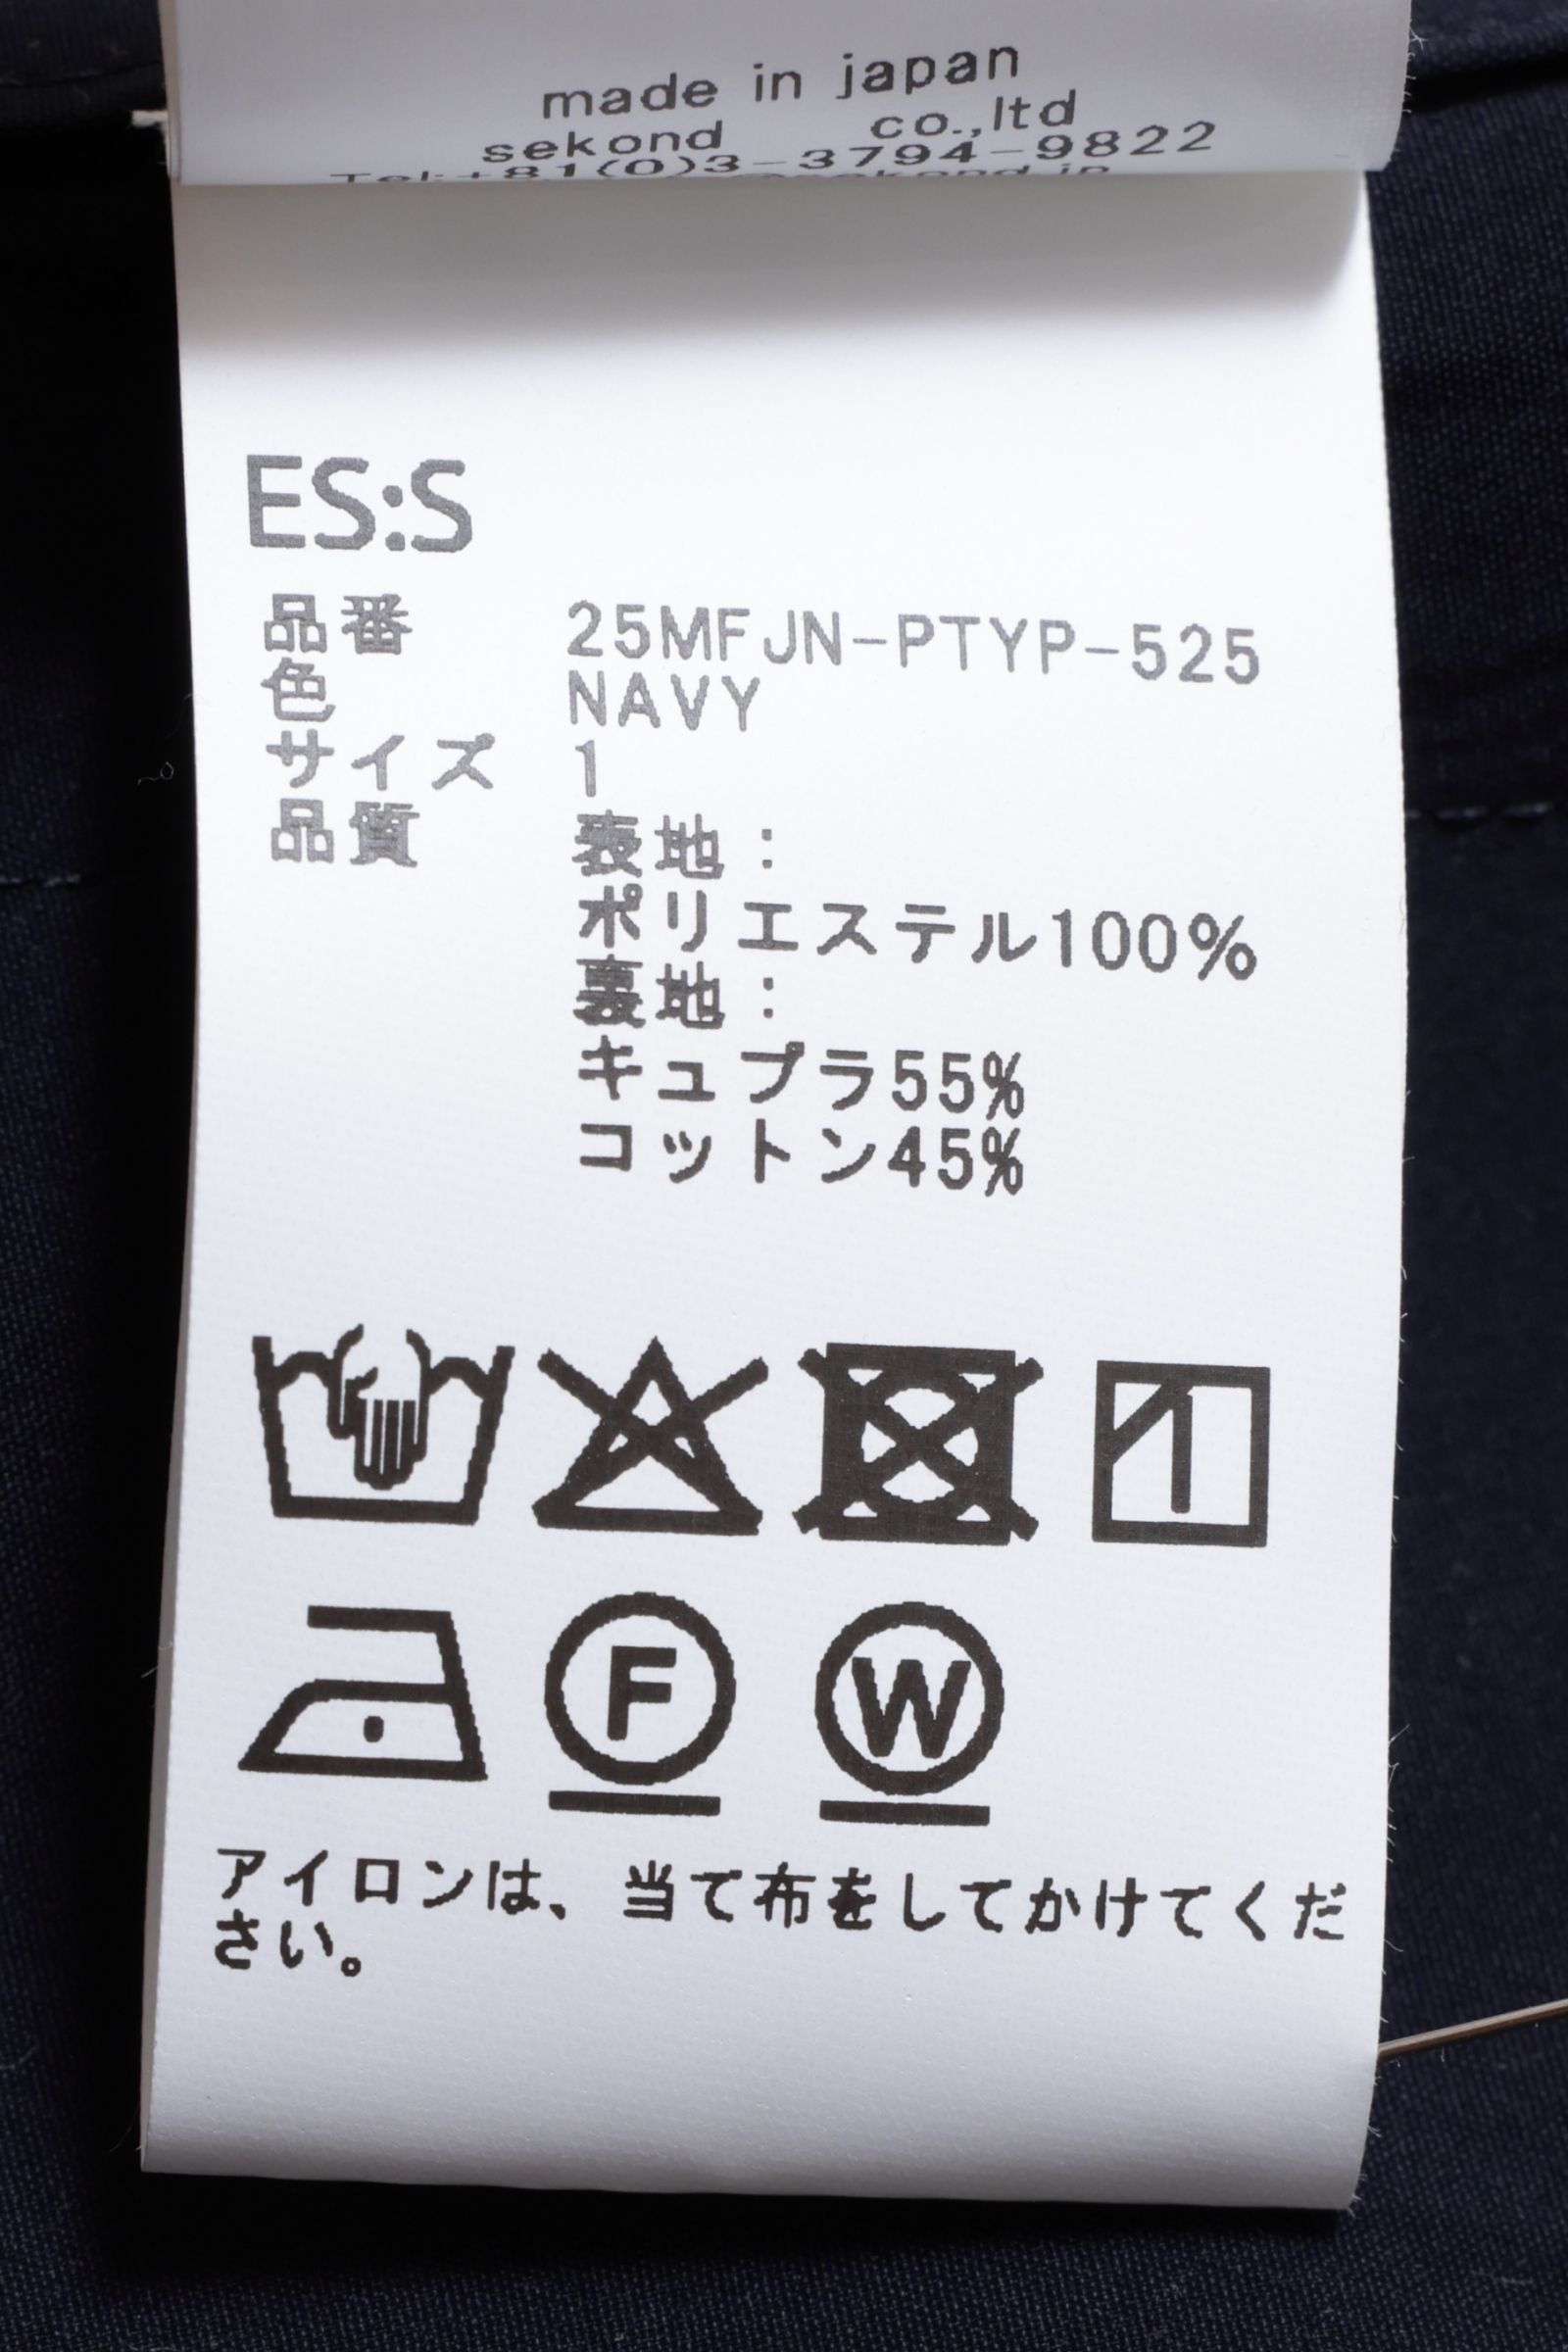 made in japan
sekond co.,ltd
Tel:+81(0)3-3794-9822
sekond.jp
ES:S
品番 25MFJN-PTYP-525
色 NAVY
サイズ 1
品質 表地:
ポリエステル100%
裏地:
キュプラ55%
コットン45%
F W
アイロンは、当て布をしてかけてくだ
さい。